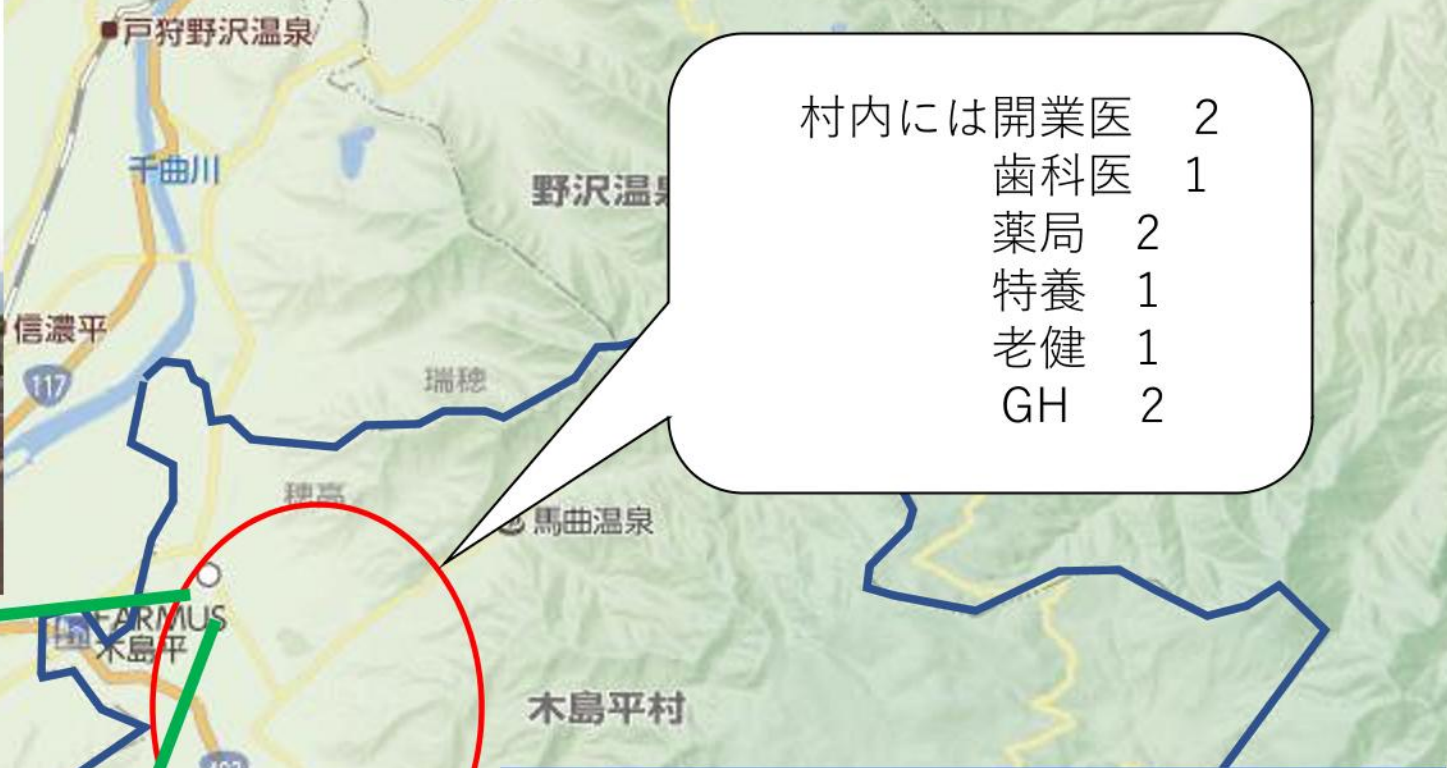 戸狩野沢温泉
千曲川
野沢温
信濃平
117
瑞穂
穂高
馬曲温泉
FARMUS
木島平
木島平村
村内には開業医 2
歯科医 1
薬局 2
特養 1
老健 1
GH 2